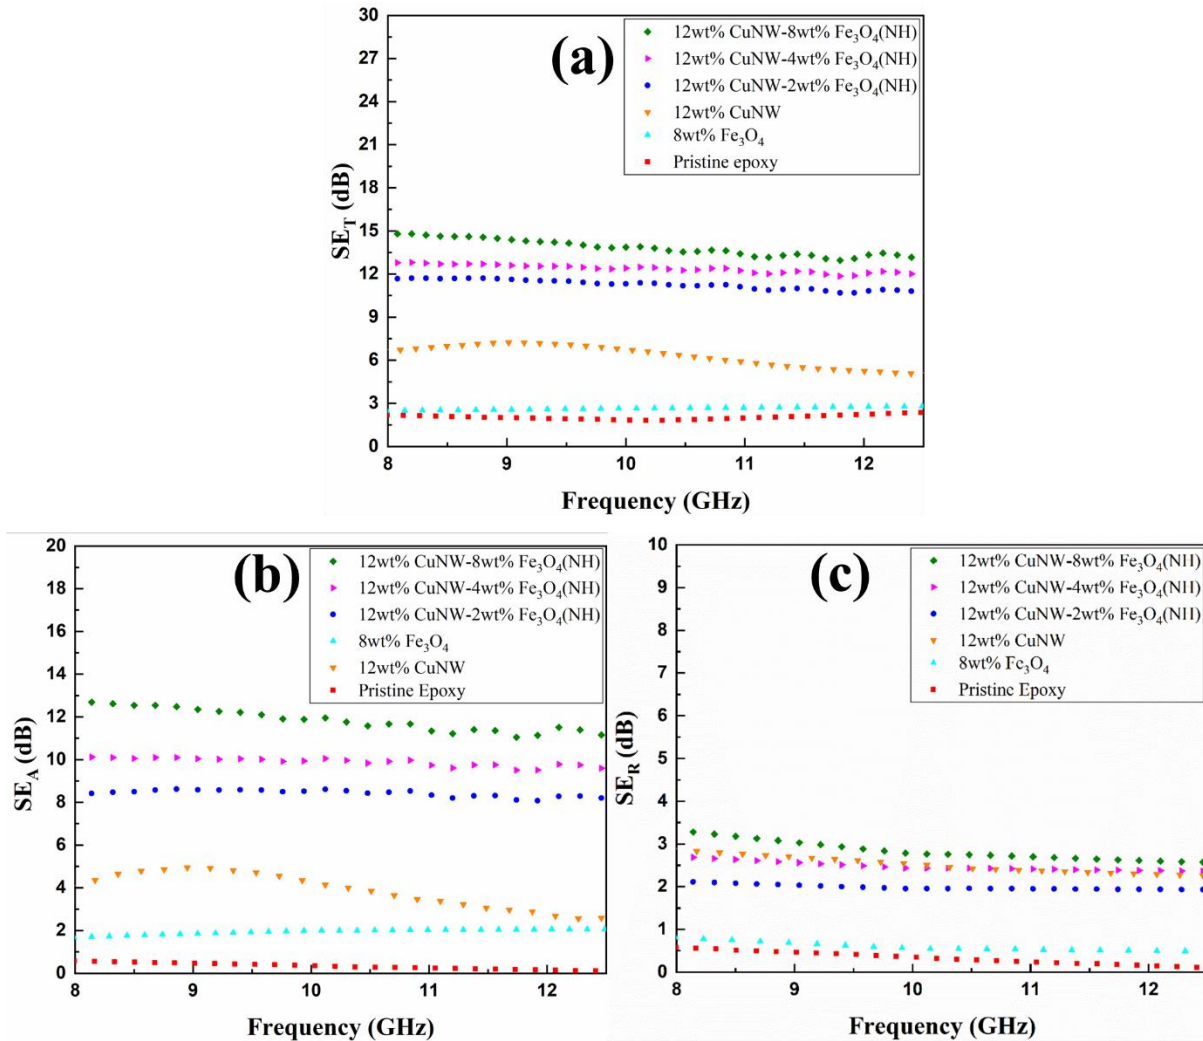 (a)
12wt% CuNW-8wt% Fe₃O₄(NH)
12wt% CuNW-4wt% Fe₃O₄(NH)
12wt% CuNW-2wt% Fe₃O₄(NH)
12wt% CuNW
8wt% Fe₃O₄
Pristine epoxy
SE_T (dB)
30
27
24
21
18
15
12
9
6
3
0
8 9 10 11 12
Frequency (GHz)
(b)
12wt% CuNW-8wt% Fe₃O₄(NH)
12wt% CuNW-4wt% Fe₃O₄(NH)
12wt% CuNW-2wt% Fe₃O₄(NH)
8wt% Fe₃O₄
12wt% CuNW
Pristine Epoxy
SE_A (dB)
20
18
16
14
12
10
8
6
4
2
0
8 9 10 11 12
Frequency (GHz)
(c)
12wt% CuNW-8wt% Fe₃O₄(NH)
12wt% CuNW-4wt% Fe₃O₄(NH)
12wt% CuNW-2wt% Fe₃O₄(NH)
12wt% CuNW
8wt% Fe₃O₄
Pristine Epoxy
SE_R (dB)
10
9
8
7
6
5
4
3
2
1
0
8 9 10 11 12
Frequency (GHz)